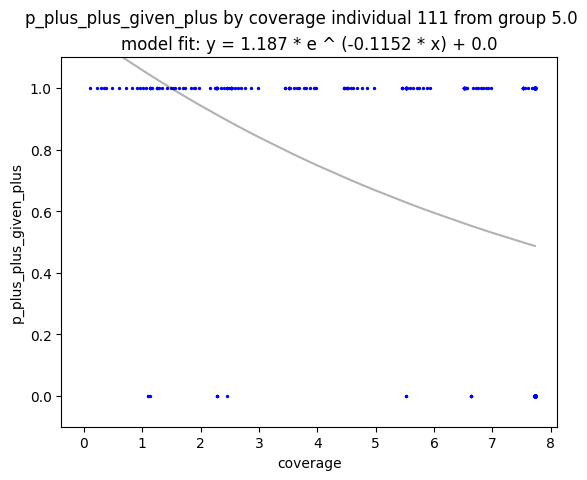 p_plus_plus_given_plus by coverage individual 111 from group 5.0
model fit: y = 1.187 * e ^ (-0.1152 * x) + 0.0
1.0
0.8
0.6
0.4
0.2
0.0
p_plus_plus_given_plus
0 1 2 3 4 5 6 7 8
coverage